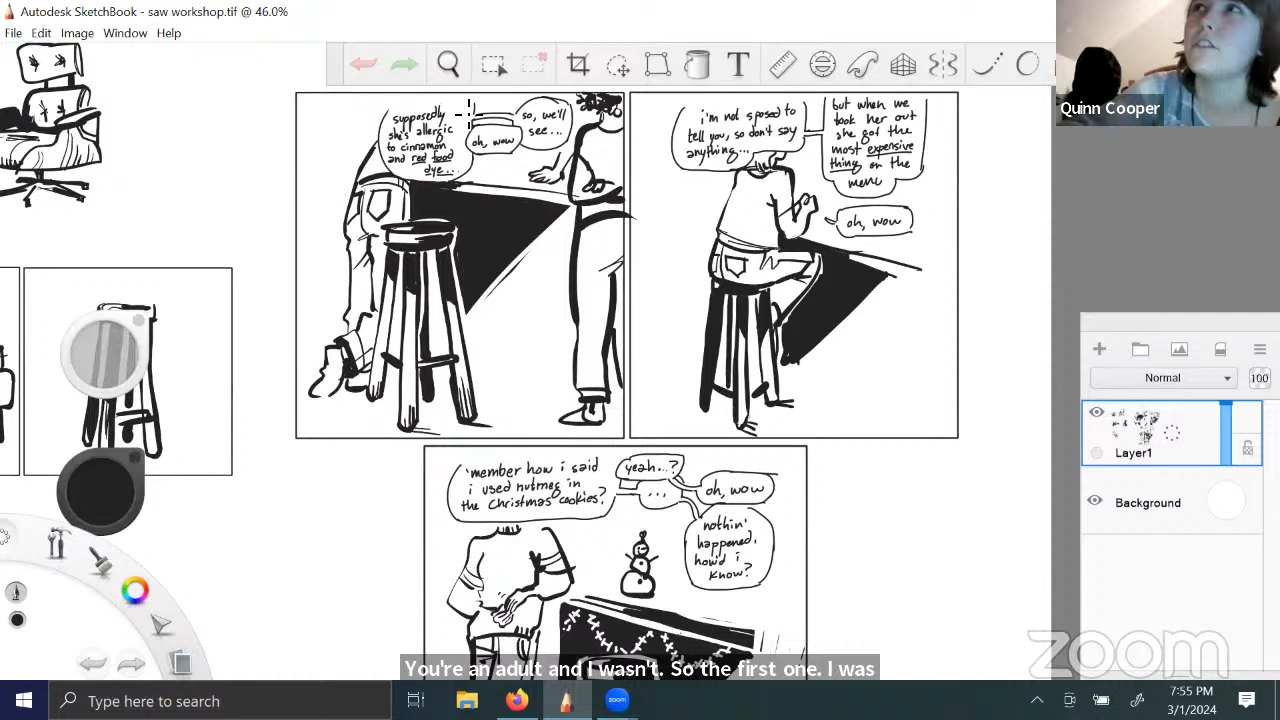 Autodesk SketchBook - saw workshop.tif @ 46.0%
File Edit Image Window Help
T
Quinn Cooper
supposedly
she's allergic
to cinnamon
and red food
dye...
oh, wow
so, we'll
see...
i'm not sposed to
tell you, so don't say
anything...
but when we
took her out
she got the
most expensive
thing on the
menu
oh, wow
'member how i said
i used nutmeg in
the Christmas cookies?
yeah...?
...
oh, wow
nothin'
happened.
how'd i
know?
Normal
100
Layer1
Background
You're an adult and I wasn't. So the first one. I was
zoom
Type here to search
zoom
7:55 PM
3/1/2024